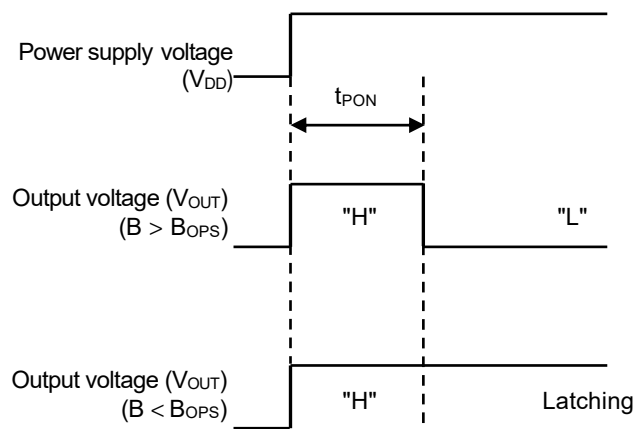 Power supply voltage
(VDD)
tPON
Output voltage (VOUT)
(B > BOPS)
"H"
"L"
Output voltage (VOUT)
(B < BOPS)
"H"
Latching